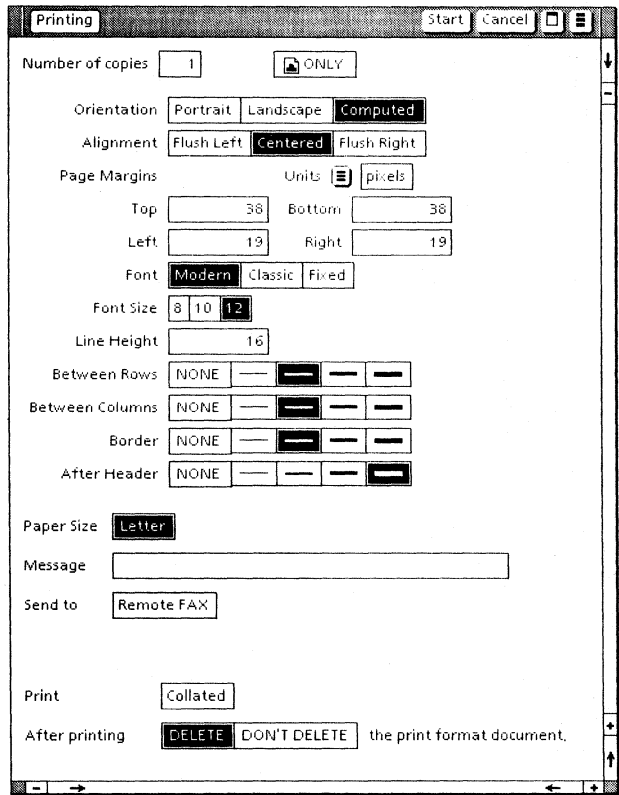 Printing Start Cancel
Number of copies 1 ONLY
Orientation Portrait Landscape Computed
Alignment Flush Left Centered Flush Right
Page Margins Units pixels
Top 38 Bottom 38
Left 19 Right 19
Font Modern Classic Fixed
Font Size 8 10 12
Line Height 16
Between Rows NONE
Between Columns NONE
Border NONE
After Header NONE
Paper Size Letter
Message
Send to Remote FAX
Print Collated
After printing DELETE DON'T DELETE the print format document.